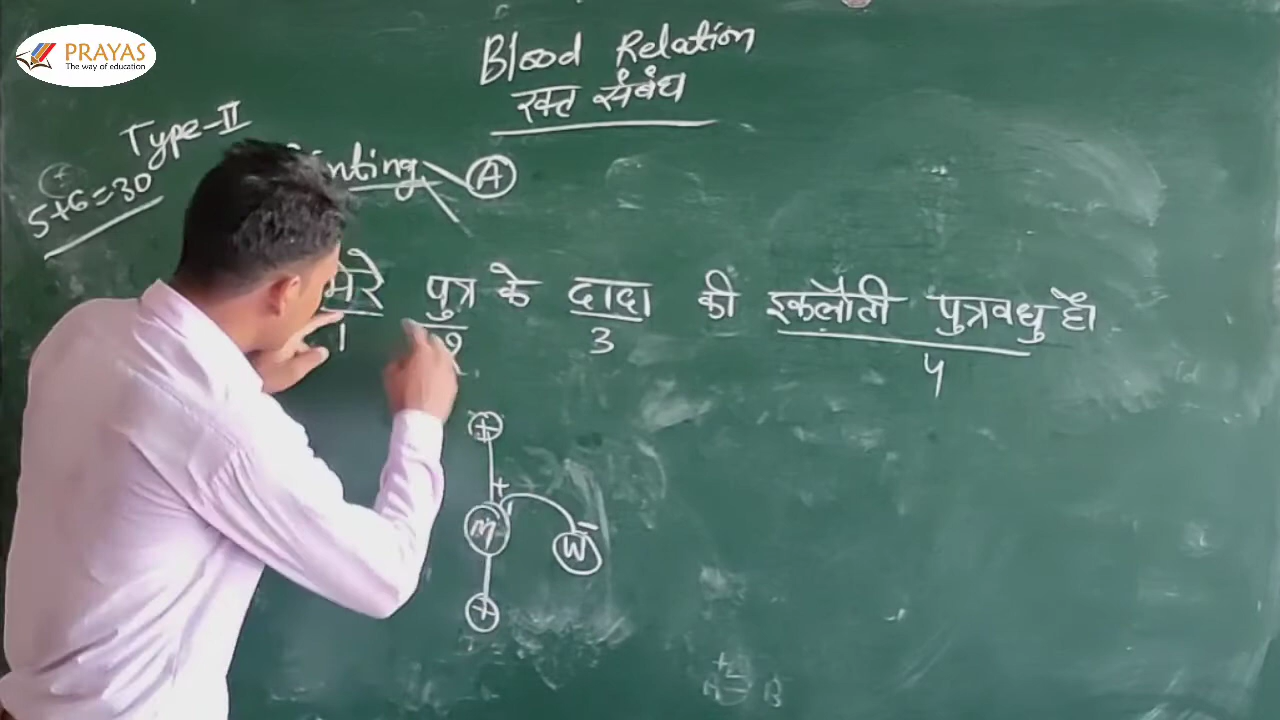 PRAYAS
The way of education
Blood Relation
रक्त संबंध
Type-II
+
5+6=30
A
मेरे पुत्र के दादा की इकलौती पुत्रवधु है।
1 2 3 4
+
+
M
W -
+